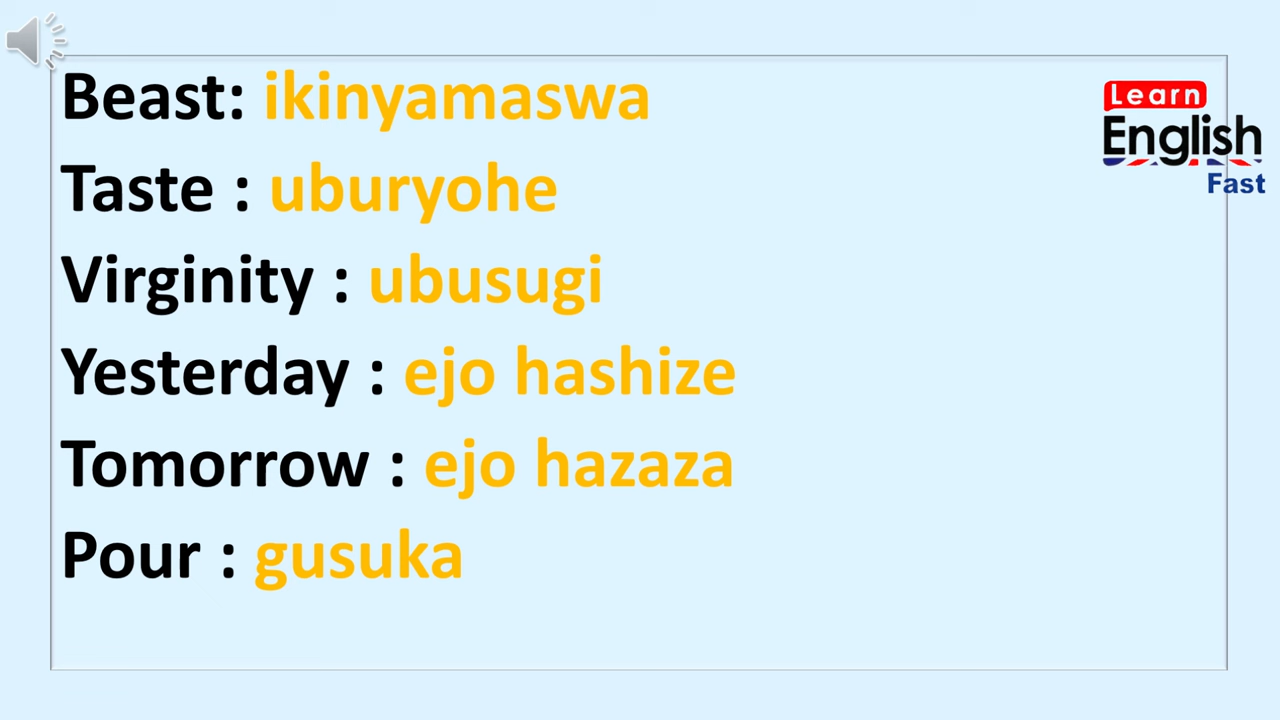 Beast: ikinyamaswa
Taste : uburyohe
Virginity : ubusugi
Yesterday : ejo hashize
Tomorrow : ejo hazaza
Pour : gusuka
Learn
English
Fast